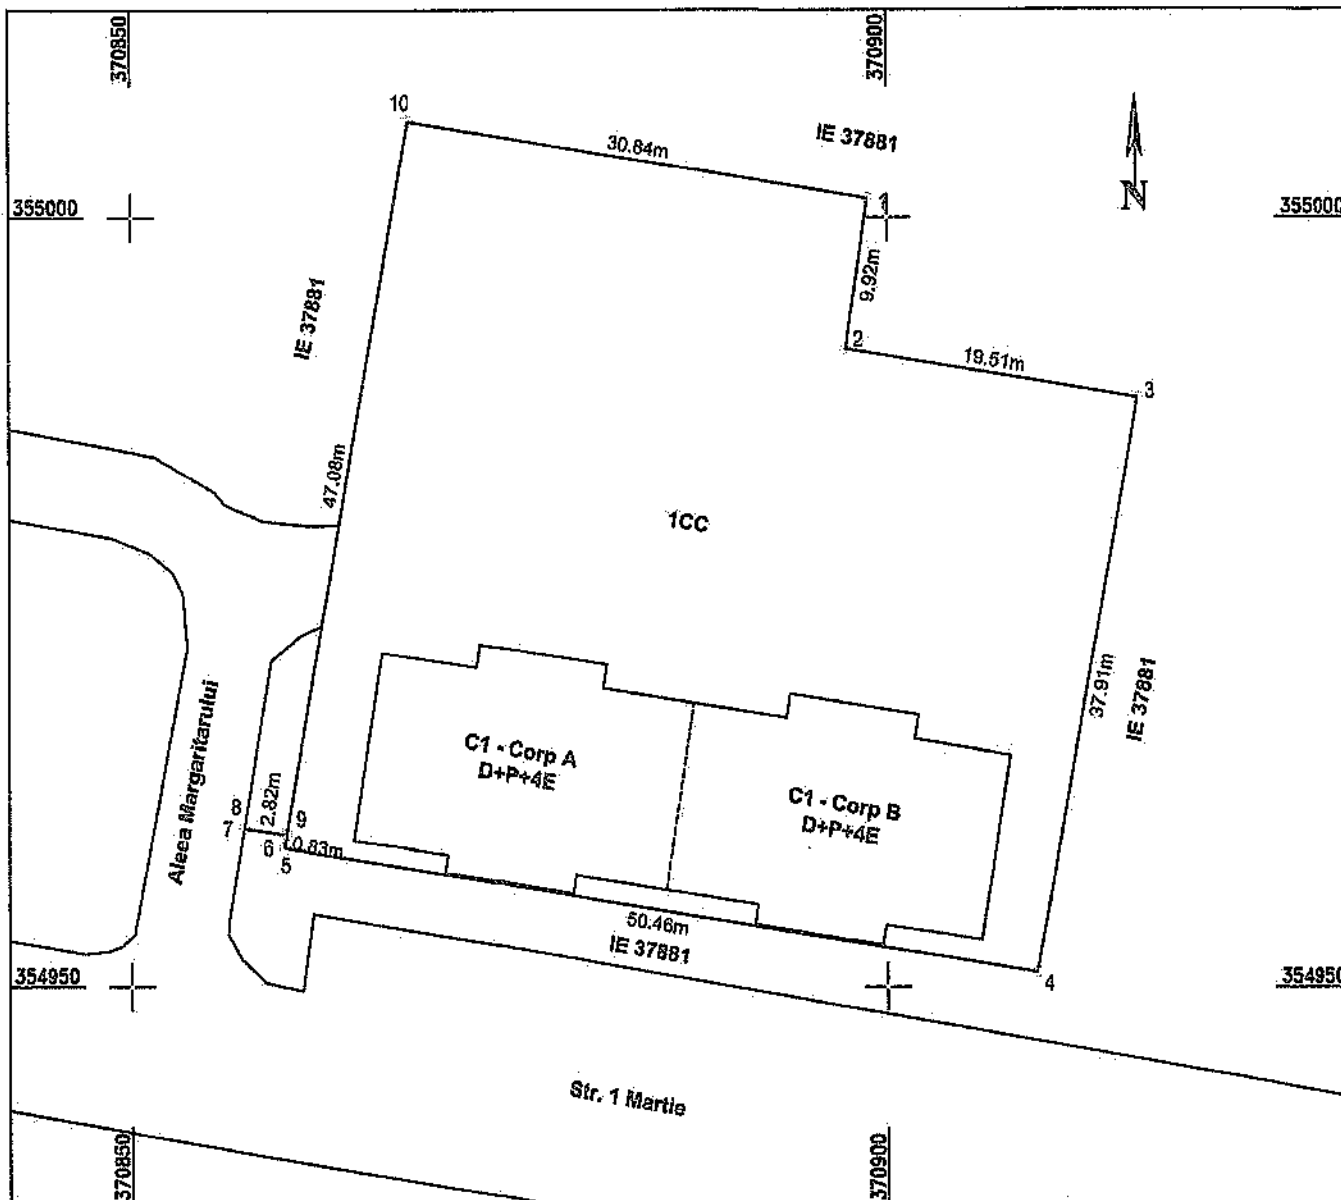 370850
370900
10
IE 37881
30.84m
N
355000
1
355000
9.92m
IE 37881
2
19.51m
3
47.08m
1CC
37.91m
IE 37881
Aleea Margaritarului
C1 - Corp A
D+P+4E
C1 - Corp B
D+P+4E
2.82m
8
9
7
6
0.83m
5
50.46m
IE 37881
354950
354950
4
Str. 1 Martie
370850
370900